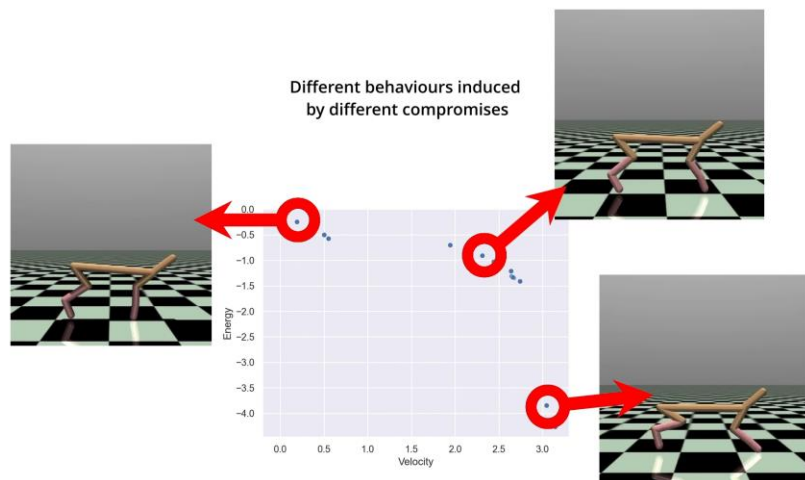 Different behaviours induced
by different compromises
0.0
−0.5
−1.0
−1.5
−2.0
−2.5
−3.0
−3.5
−4.0
Energy
0.0 0.5 1.0 1.5 2.0 2.5 3.0
Velocity